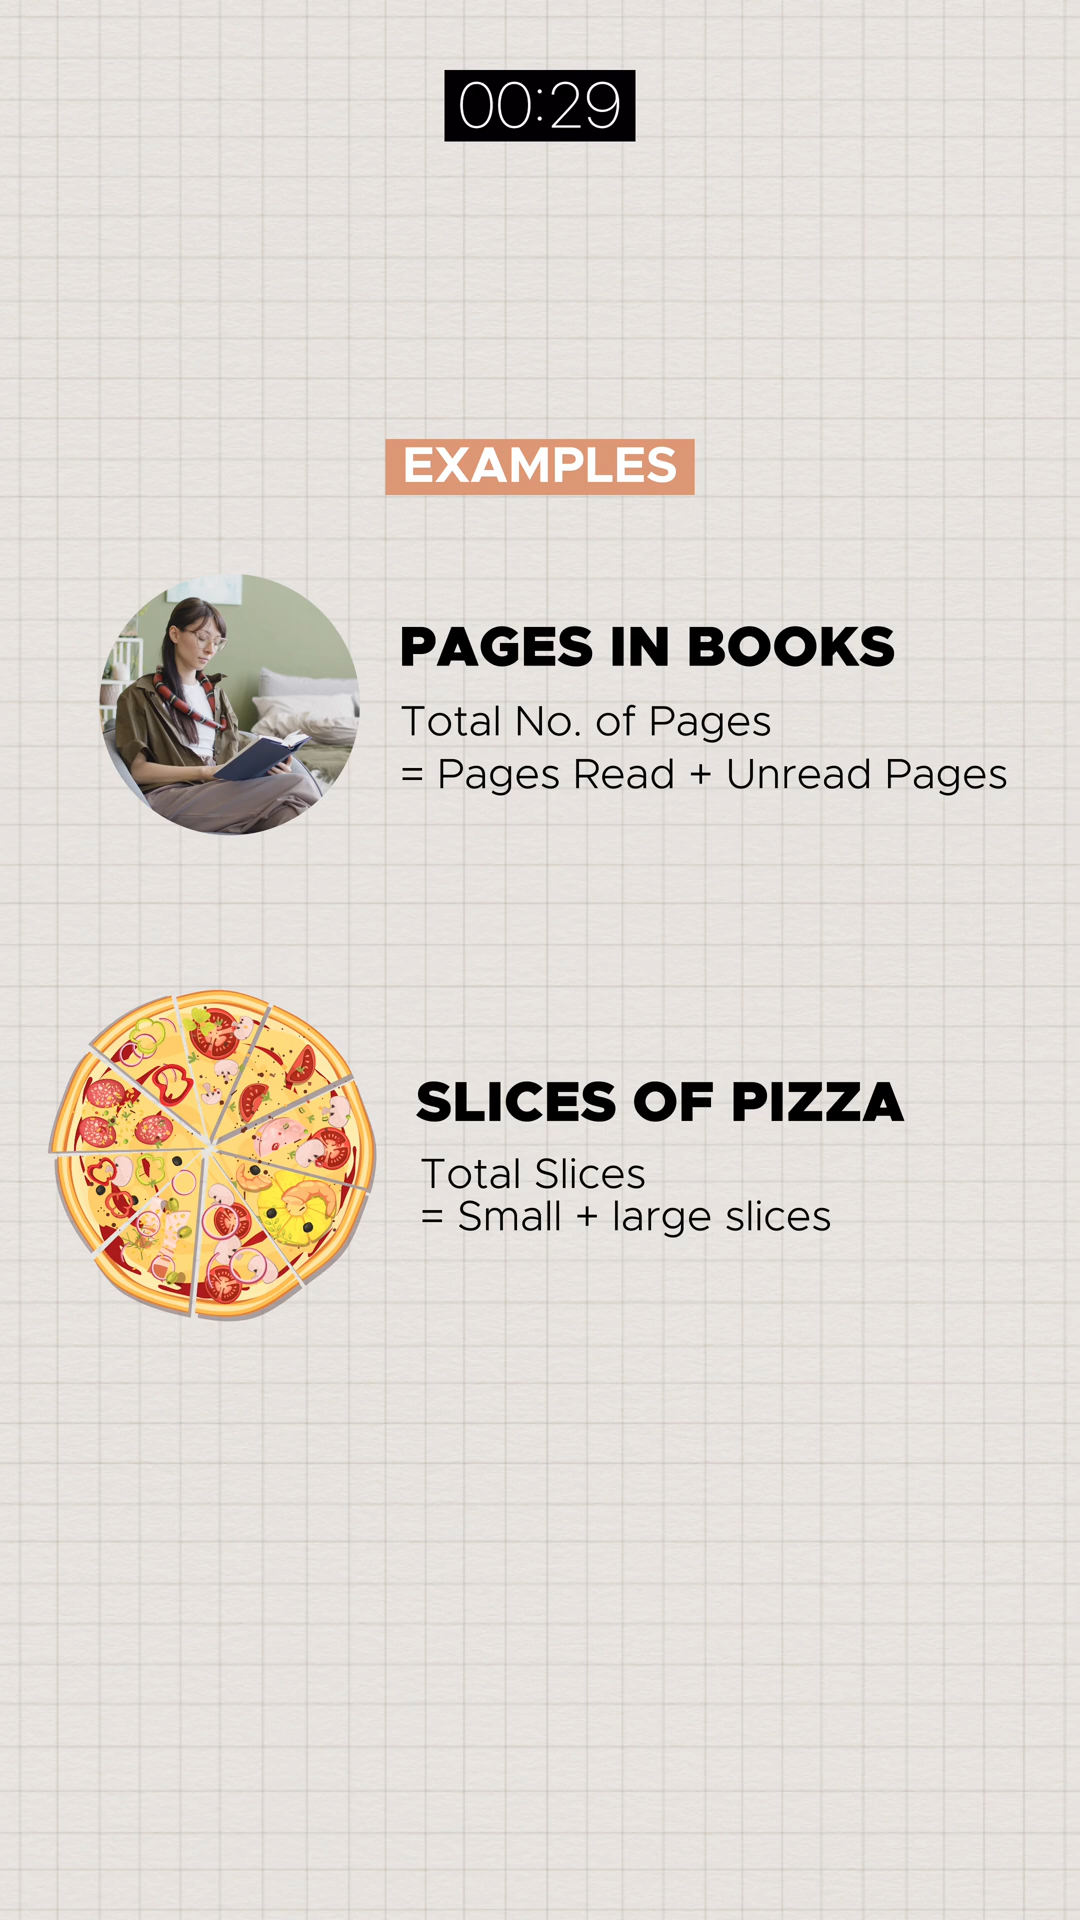 00:29
EXAMPLES
PAGES IN BOOKS
Total No. of Pages
= Pages Read + Unread Pages
SLICES OF PIZZA
Total Slices
= Small + large slices